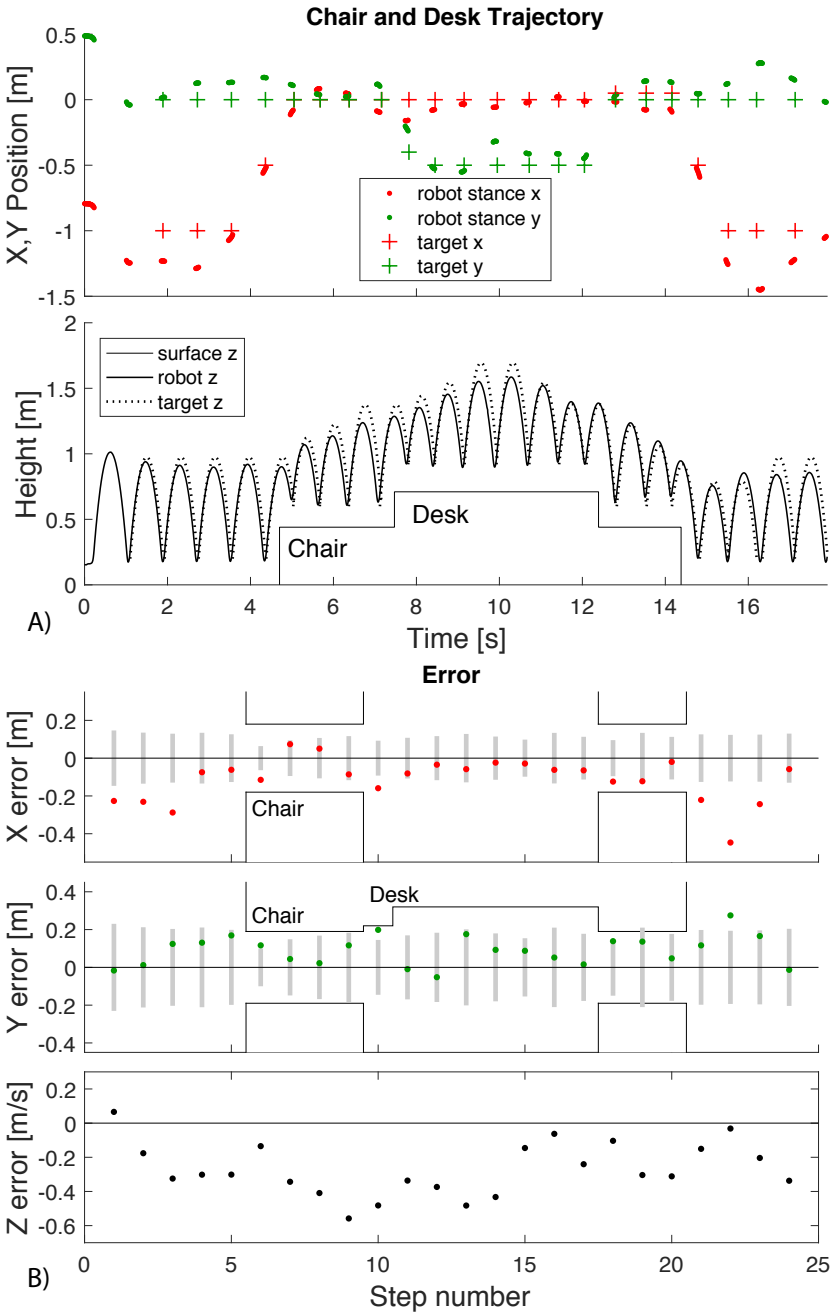 Chair and Desk Trajectory
X,Y Position [m]
0.5
0
-0.5
-1
-1.5
robot stance x
robot stance y
target x
target y
Height [m]
2
1.5
1
0.5
0
surface z
robot z
target z
Chair
Desk
0 2 4 6 8 10 12 14 16
Time [s]
A)
Error
X error [m]
0.2
0
-0.2
-0.4
Chair
Y error [m]
0.4
0.2
0
-0.2
-0.4
Chair
Desk
Z error [m/s]
0
-0.2
-0.4
-0.6
0 5 10 15 20 25
Step number
B)